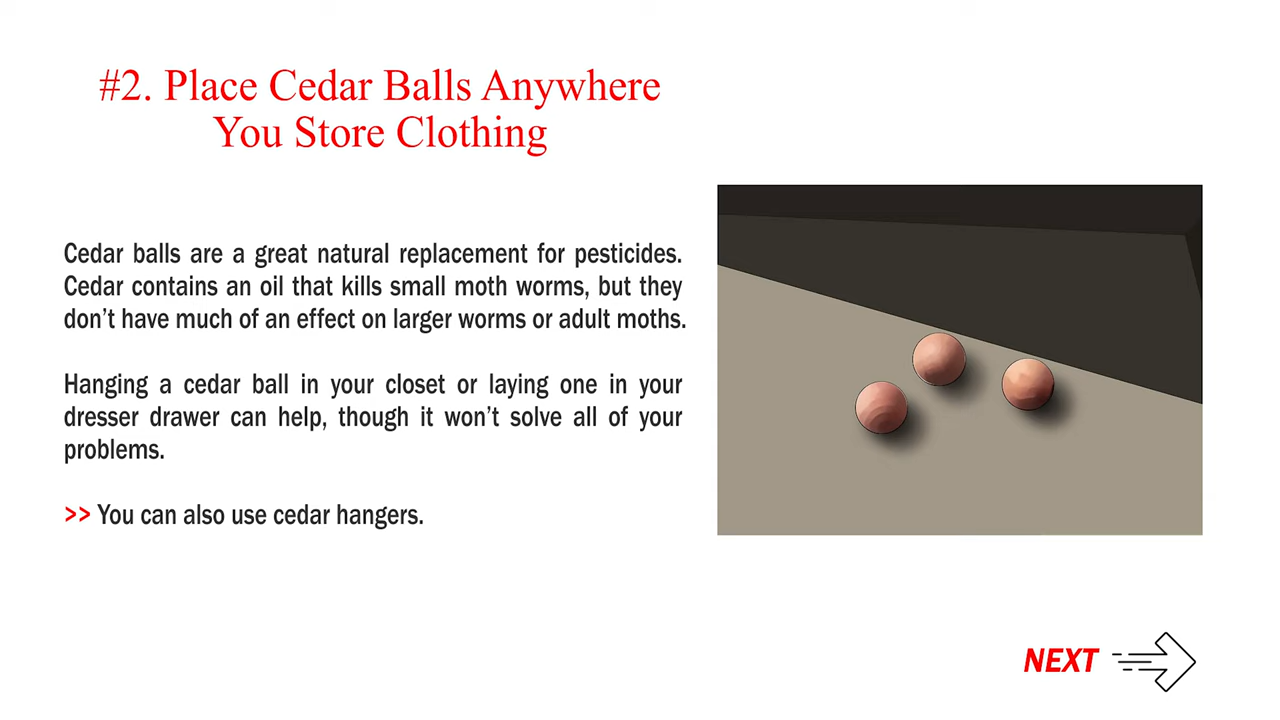 #2. Place Cedar Balls Anywhere
You Store Clothing
Cedar balls are a great natural replacement for pesticides.
Cedar contains an oil that kills small moth worms, but they
don’t have much of an effect on larger worms or adult moths.
Hanging a cedar ball in your closet or laying one in your
dresser drawer can help, though it won’t solve all of your
problems.
>> You can also use cedar hangers.
NEXT